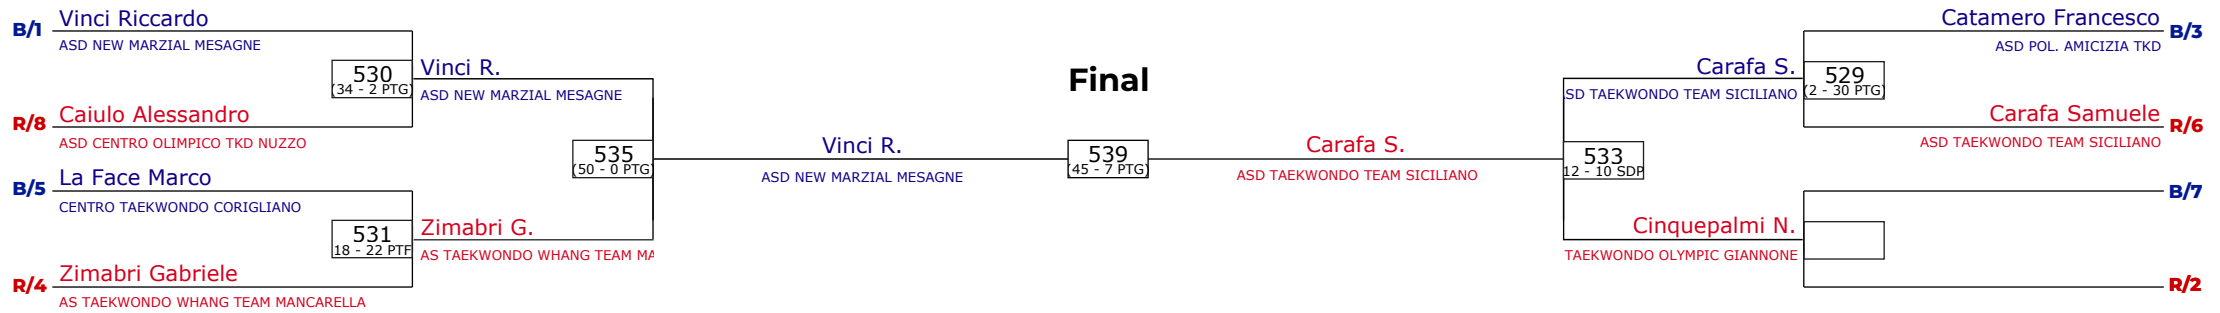 B/1 Vinci Riccardo
ASD NEW MARZIAL MESAGNE
530
(34 - 2 PTG)
Vinci R.
ASD NEW MARZIAL MESAGNE
R/8 Caiulo Alessandro
ASD CENTRO OLIMPICO TKD NUZZO
535
(50 - 0 PTG)
B/5 La Face Marco
CENTRO TAEKWONDO CORIGLIANO
531
18 - 22 PTF
Zimabri G.
AS TAEKWONDO WHANG TEAM MA
R/4 Zimabri Gabriele
AS TAEKWONDO WHANG TEAM MANCARELLA
Vinci R.
ASD NEW MARZIAL MESAGNE
Final
539
(45 - 7 PTG)
Carafa S.
ASD TAEKWONDO TEAM SICILIANO
Catamero Francesco B/3
ASD POL. AMICIZIA TKD
Carafa S.
SD TAEKWONDO TEAM SICILIANO
529
(2 - 30 PTG)
Carafa Samuele R/6
ASD TAEKWONDO TEAM SICILIANO
533
12 - 10 SDP
B/7
Cinquepalmi N.
TAEKWONDO OLYMPIC GIANNONE
R/2